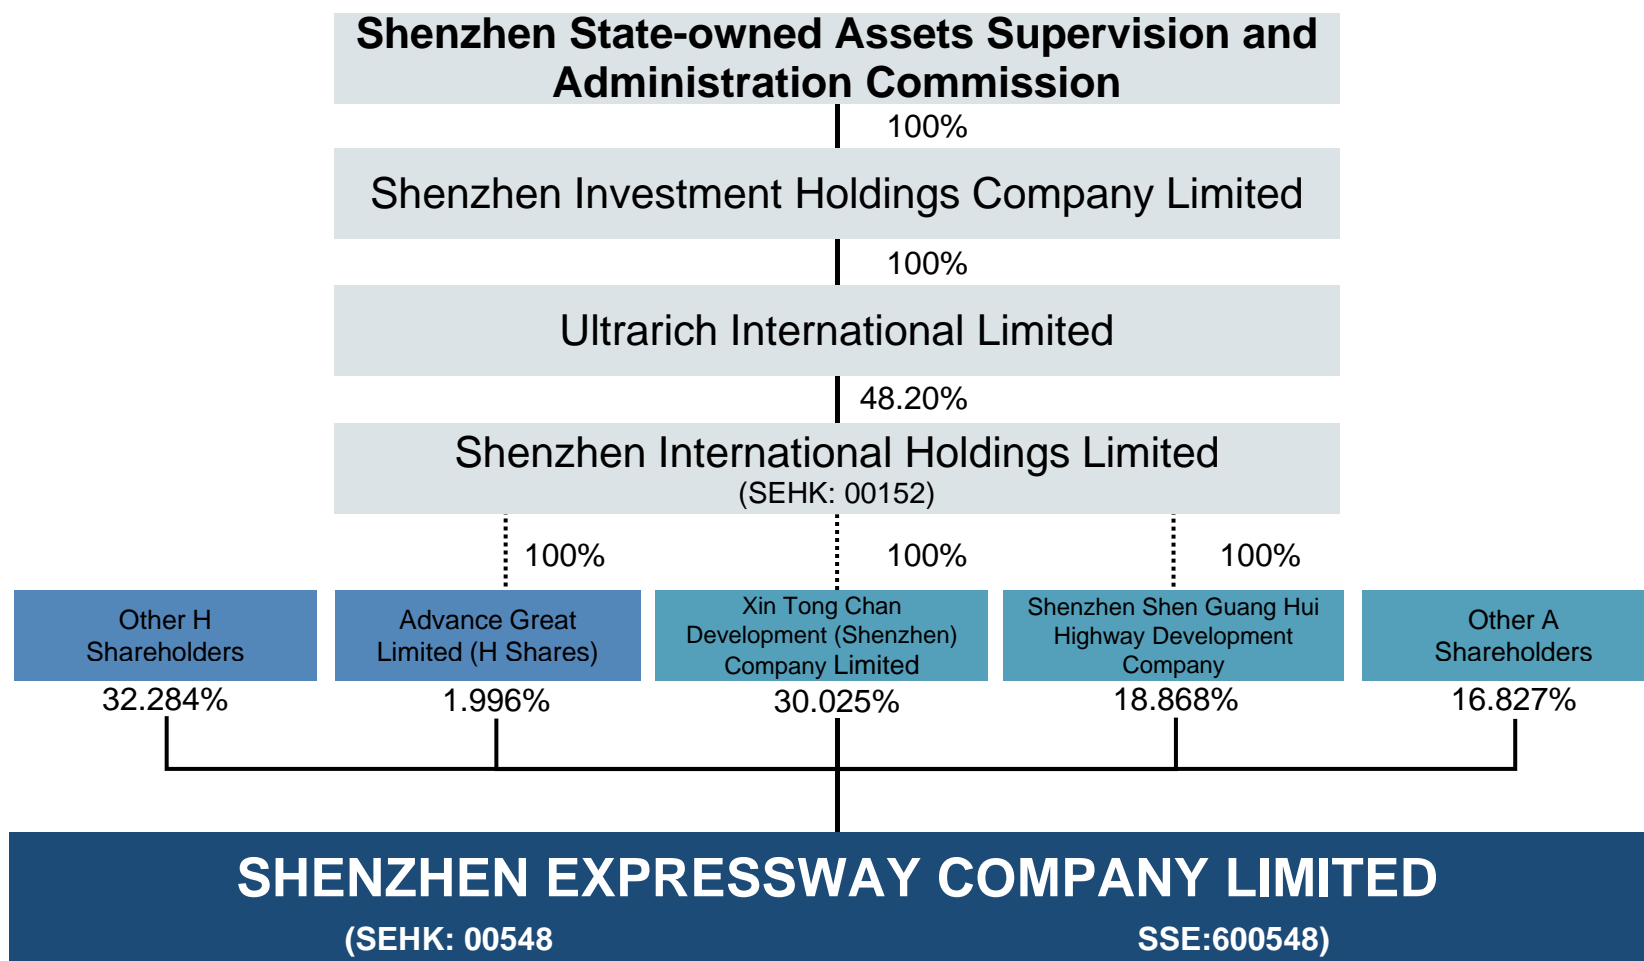 Shenzhen State-owned Assets Supervision and
Administration Commission
100%
Shenzhen Investment Holdings Company Limited
100%
Ultrarich International Limited
48.20%
Shenzhen International Holdings Limited
(SEHK: 00152)
100%
100%
100%
Other H
Shareholders
32.284%
Advance Great
Limited (H Shares)
1.996%
Xin Tong Chan
Development (Shenzhen)
Company Limited
30.025%
Shenzhen Shen Guang Hui
Highway Development
Company
18.868%
Other A
Shareholders
16.827%
SHENZHEN EXPRESSWAY COMPANY LIMITED
(SEHK: 00548 SSE:600548)